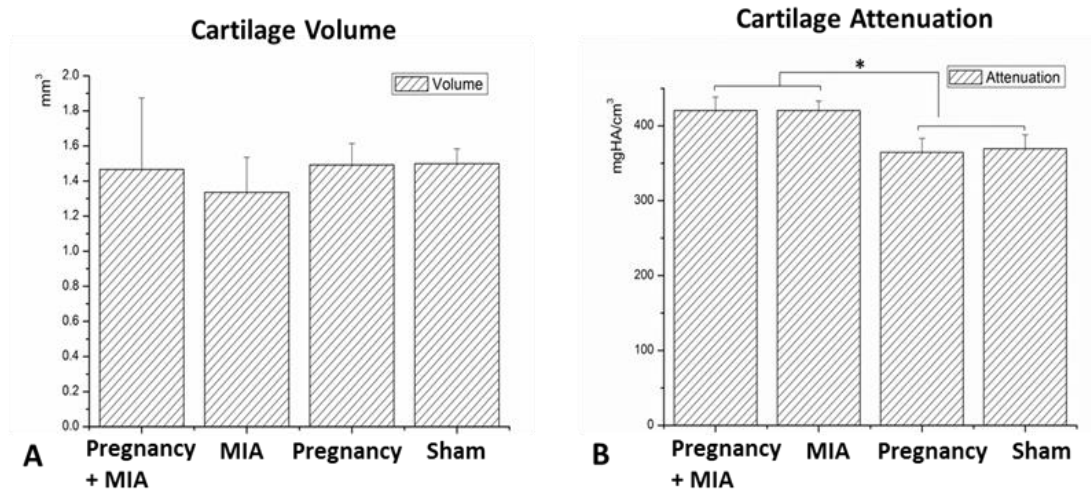 Cartilage Volume
mm³
2.0
1.8
1.6
1.4
1.2
1.0
0.8
0.6
0.4
0.2
0.0
Volume
Pregnancy + MIA
MIA
Pregnancy
Sham
A
Cartilage Attenuation
mgHA/cm³
400
300
200
100
0
Attenuation
*
Pregnancy + MIA
MIA
Pregnancy
Sham
B